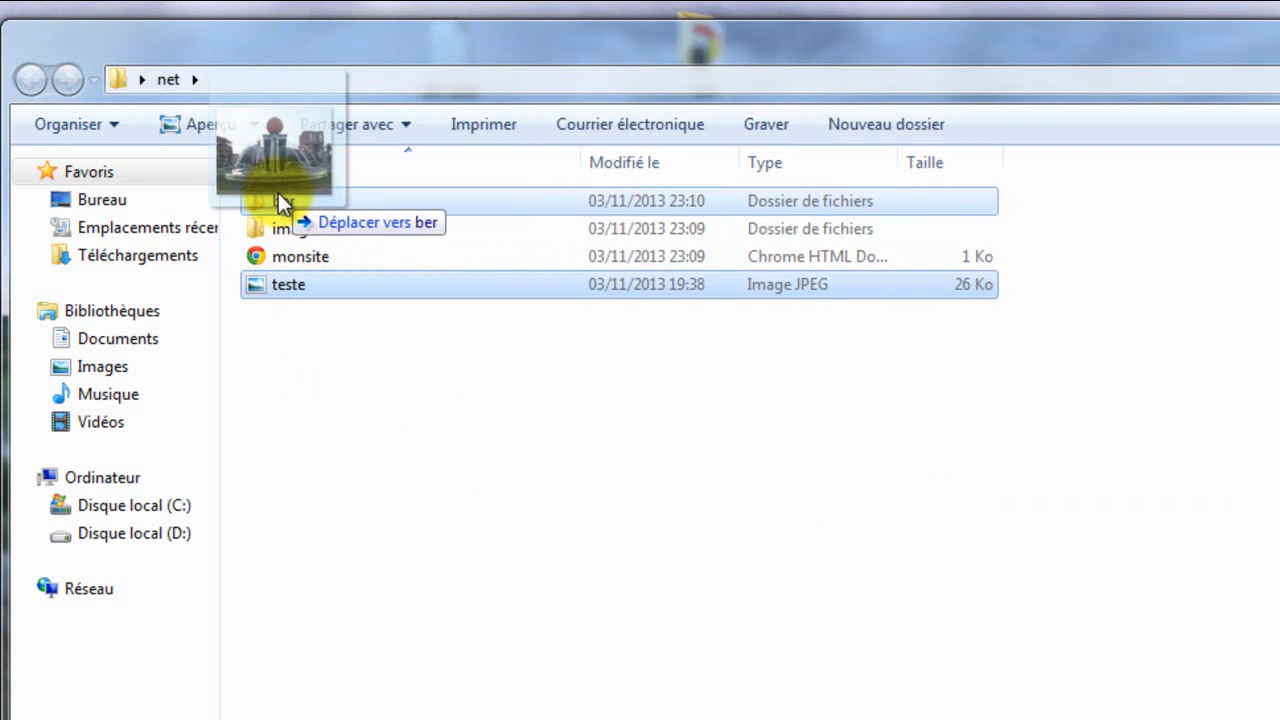 net
Organiser Aperçu Partager avec Imprimer Courrier électronique Graver Nouveau dossier
Modifié le Type Taille
Favoris
Bureau 03/11/2013 23:10 Dossier de fichiers
Déplacer vers ber
Emplacements récer 03/11/2013 23:09 Dossier de fichiers
Téléchargements monsite 03/11/2013 23:09 Chrome HTML Do... 1 Ko
teste 03/11/2013 19:38 Image JPEG 26 Ko
Bibliothèques
Documents
Images
Musique
Vidéos
Ordinateur
Disque local (C:)
Disque local (D:)
Réseau